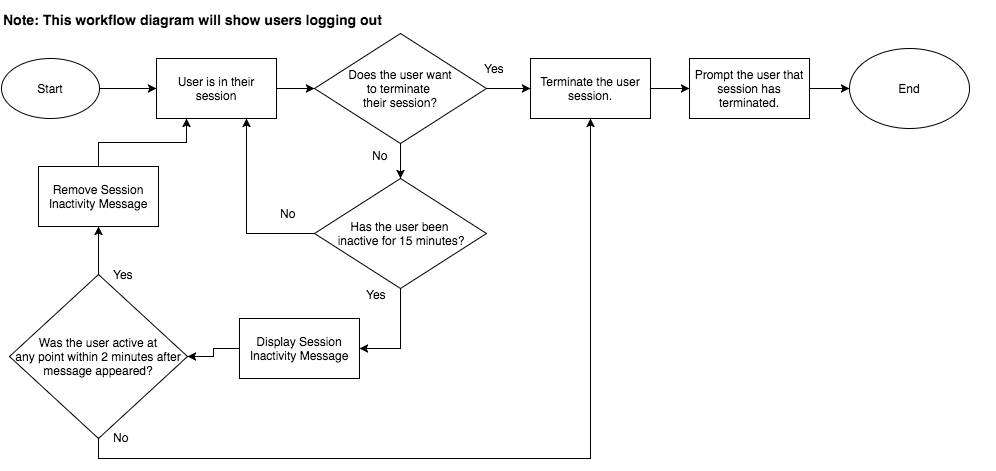 Note: This workflow diagram will show users logging out
Start
User is in their
session
Does the user want
to terminate
their session?
Yes
Terminate the user
session.
Prompt the user that
session has
terminated.
End
No
Remove Session
Inactivity Message
No
Has the user been
inactive for 15 minutes?
Yes
Yes
Display Session
Inactivity Message
Was the user active at
any point within 2 minutes after
message appeared?
No